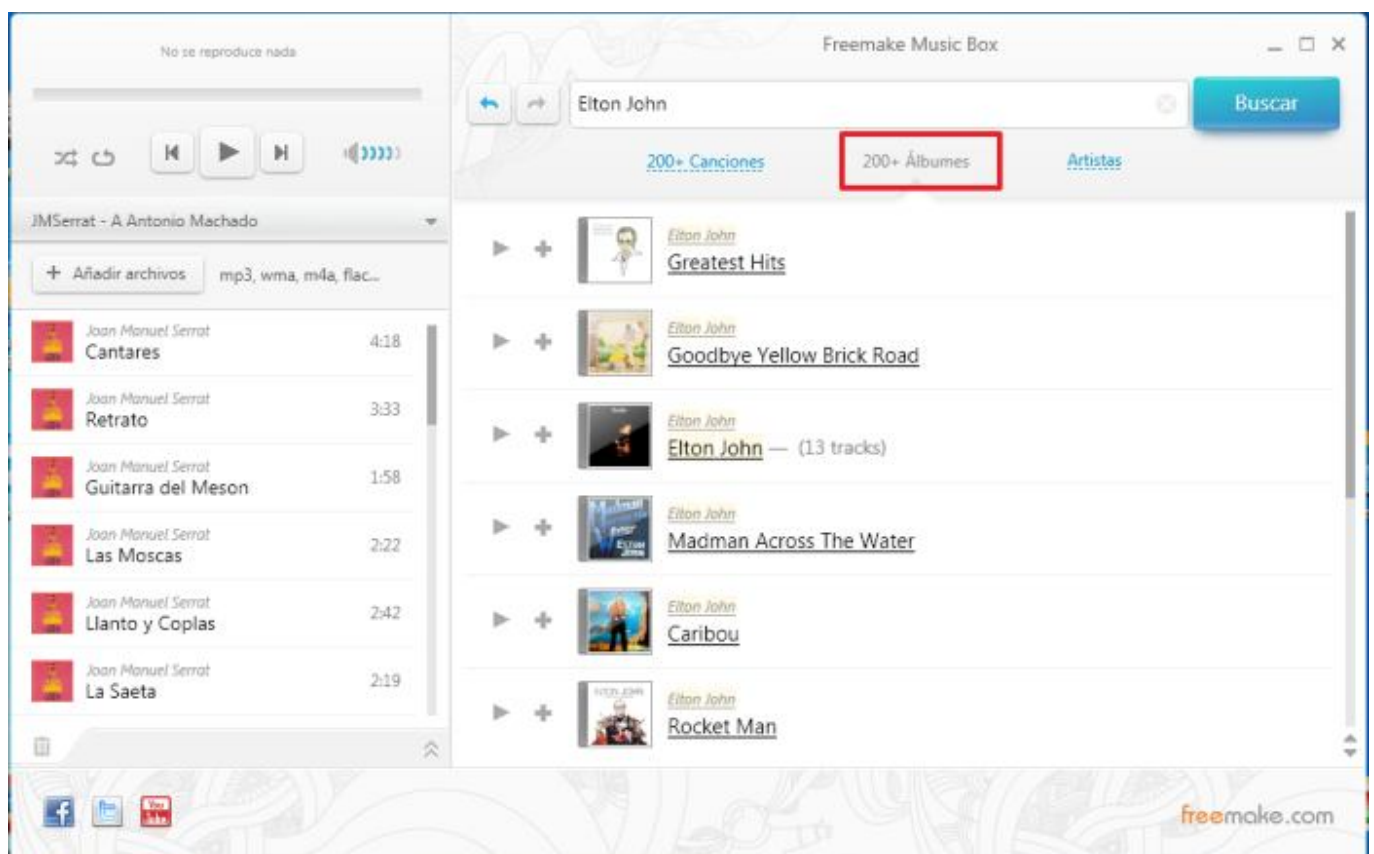 No se reproduce nada
JMSerrat - A Antonio Machado
+ Añadir archivos mp3, wma, m4a, flac...
Joan Manuel Serrat
Cantares 4:18
Joan Manuel Serrat
Retrato 3:33
Joan Manuel Serrat
Guitarra del Meson 1:58
Joan Manuel Serrat
Las Moscas 2:22
Joan Manuel Serrat
Llanto y Coplas 2:42
Joan Manuel Serrat
La Saeta 2:19
Freemake Music Box
Elton John Buscar
200+ Canciones 200+ Álbumes Artistas
Elton John
Greatest Hits
Elton John
Goodbye Yellow Brick Road
Elton John
Elton John — (13 tracks)
Elton John
Madman Across The Water
Elton John
Caribou
Elton John
Rocket Man
You Tube
freemake.com